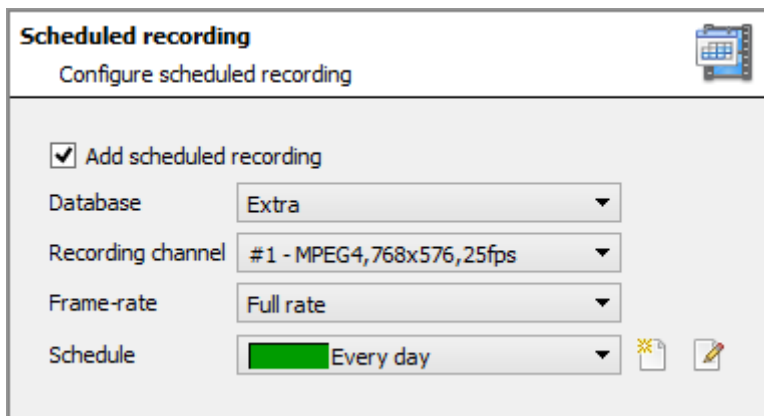 Scheduled recording
Configure scheduled recording
Add scheduled recording
Database Extra
Recording channel #1 - MPEG4,768x576,25fps
Frame-rate Full rate
Schedule Every day